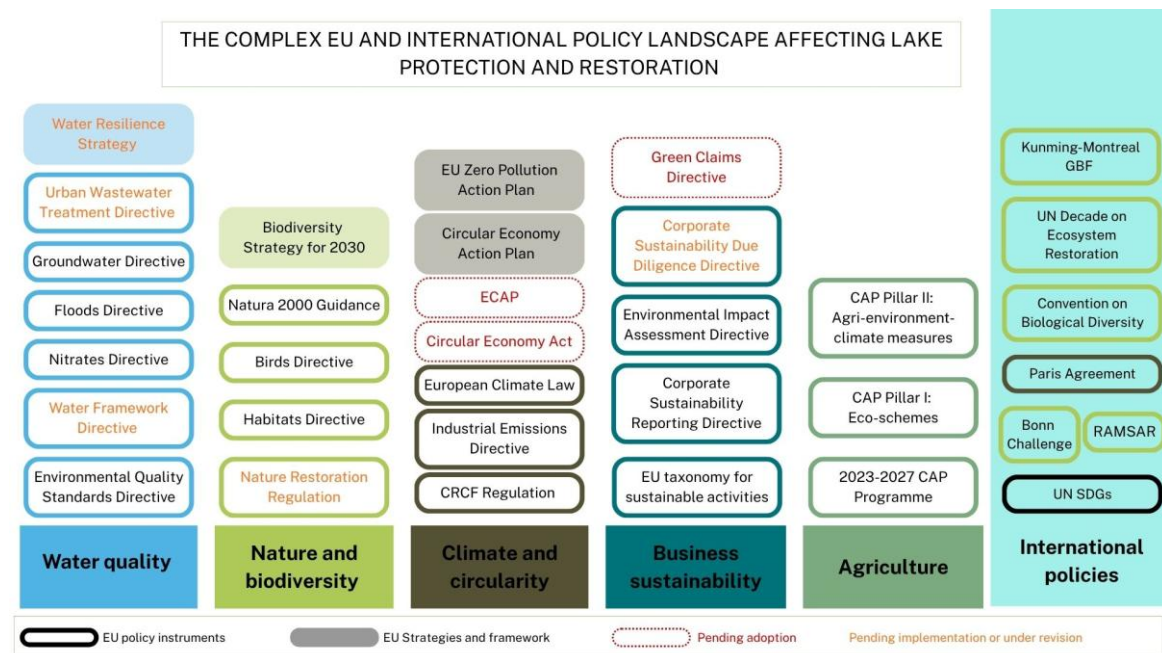 THE COMPLEX EU AND INTERNATIONAL POLICY LANDSCAPE AFFECTING LAKE
PROTECTION AND RESTORATION
Water Resilience
Strategy
Urban Wastewater
Treatment Directive
Groundwater Directive
Floods Directive
Nitrates Directive
Water Framework
Directive
Environmental Quality
Standards Directive
Water quality
Biodiversity
Strategy for 2030
Natura 2000 Guidance
Birds Directive
Habitats Directive
Nature Restoration
Regulation
Nature and
biodiversity
EU Zero Pollution
Action Plan
Circular Economy
Action Plan
ECAP
Circular Economy Act
European Climate Law
Industrial Emissions
Directive
CRCF Regulation
Climate and
circularity
Green Claims
Directive
Corporate
Sustainability Due
Diligence Directive
Environmental Impact
Assessment Directive
Corporate
Sustainability
Reporting Directive
EU taxonomy for
sustainable activities
Business
sustainability
CAP Pillar II:
Agri-environment-
climate measures
CAP Pillar I:
Eco-schemes
2023-2027 CAP
Programme
Agriculture
Kunming-Montreal
GBF
UN Decade on
Ecosystem
Restoration
Convention on
Biological Diversity
Paris Agreement
Bonn
Challenge
RAMSAR
UN SDGs
International
policies
EU policy instruments
EU Strategies and framework
Pending adoption
Pending implementation or under revision